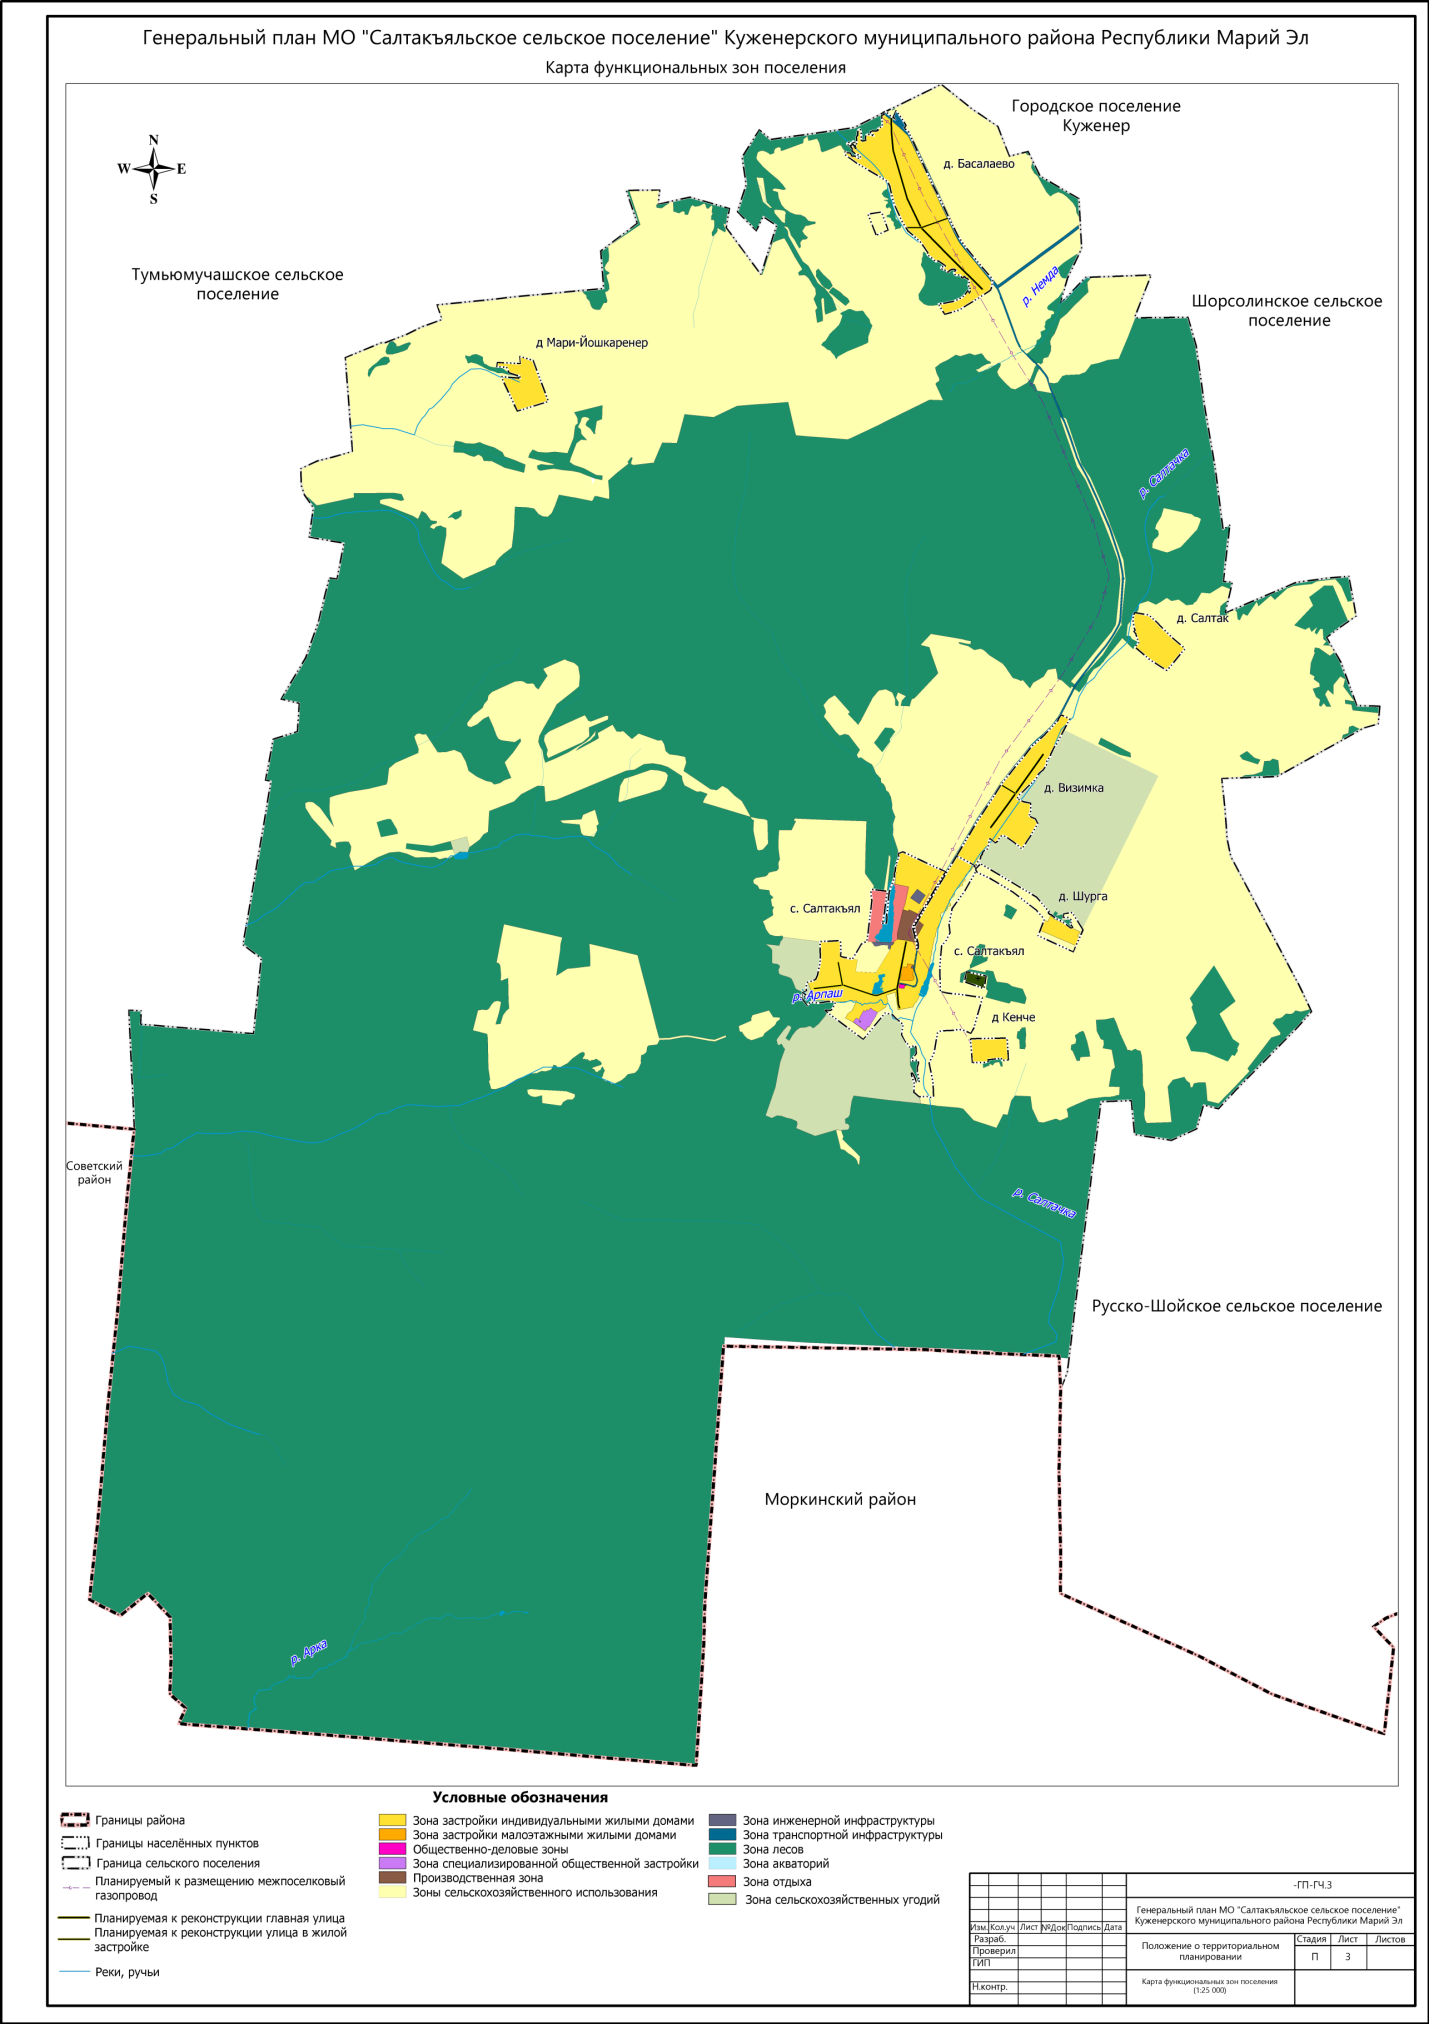 Генеральный план МО "Салтакъяльское сельское поселение" Куженерского муниципального района Республики Марий Эл
Карта функциональных зон поселения
Городское поселение
Куженер
N
W E
S
д. Басалаево
Тумьюмучашское сельское
поселение
р. Немда
Шорсолинское сельское
поселение
д Мари-Йошкаренер
р. Салтачка
д. Салтак
д. Визимка
д. Шурга
с. Салтакъял
с. Салтакъял
р. Арпаш
д Кенче
Советский
район
р. Салтачка
Русско-Шойское сельское поселение
Моркинский район
р. Арка
Условные обозначения
Границы района
Границы населённых пунктов
Граница сельского поселения
Планируемый к размещению межпоселковый
газопровод
Планируемая к реконструкции главная улица
Планируемая к реконструкции улица в жилой
застройке
Реки, ручьи
Зона застройки индивидуальными жилыми домами
Зона застройки малоэтажными жилыми домами
Общественно-деловые зоны
Зона специализированной общественной застройки
Производственная зона
Зоны сельскохозяйственного использования
Зона инженерной инфраструктуры
Зона транспортной инфраструктуры
Зона лесов
Зона акваторий
Зона отдыха
Зона сельскохозяйственных угодий
-ГП-ГЧ.3
Генеральный план МО "Салтакъяльское сельское поселение"
Куженерского муниципального района Республики Марий Эл
Изм. Кол.уч Лист №Док Подпись Дата
Разраб.
Проверил
ГИП
Н.контр.
Положение о территориальном
планировании
Стадия Лист Листов
П 3
Карта функциональных зон поселения
(1:25 000)